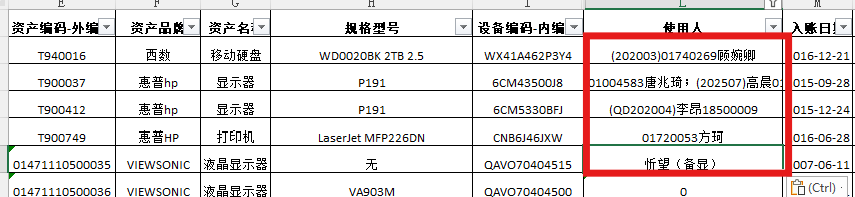 E F G H I L M
资产编码-外编 资产品牌 资产名称 规格型号 设备编码-内编 使用人 入账日
T940016 西数 移动硬盘 WD0020BK 2TB 2.5 WX41A462P3Y4 (202003)01740269顾婉卿 016-12-21
T900037 惠普hp 显示器 P191 6CM43500J8 01004583唐兆琦；(202507)高晨01 015-09-28
T900412 惠普hp 显示器 P191 6CM5330BFJ (QD202004)李昂18500009 015-12-24
T900749 惠普HP 打印机 LaserJet MFP226DN CNB6J46JXW 01720053方珂 016-06-28
01471110500035 VIEWSONIC 液晶显示器 无 QAVO70404515 忻望（备显） 007-06-11
01471110500036 VIEWSONIC 液晶显示器 VA903M QAVO70404500 0
(Ctrl)